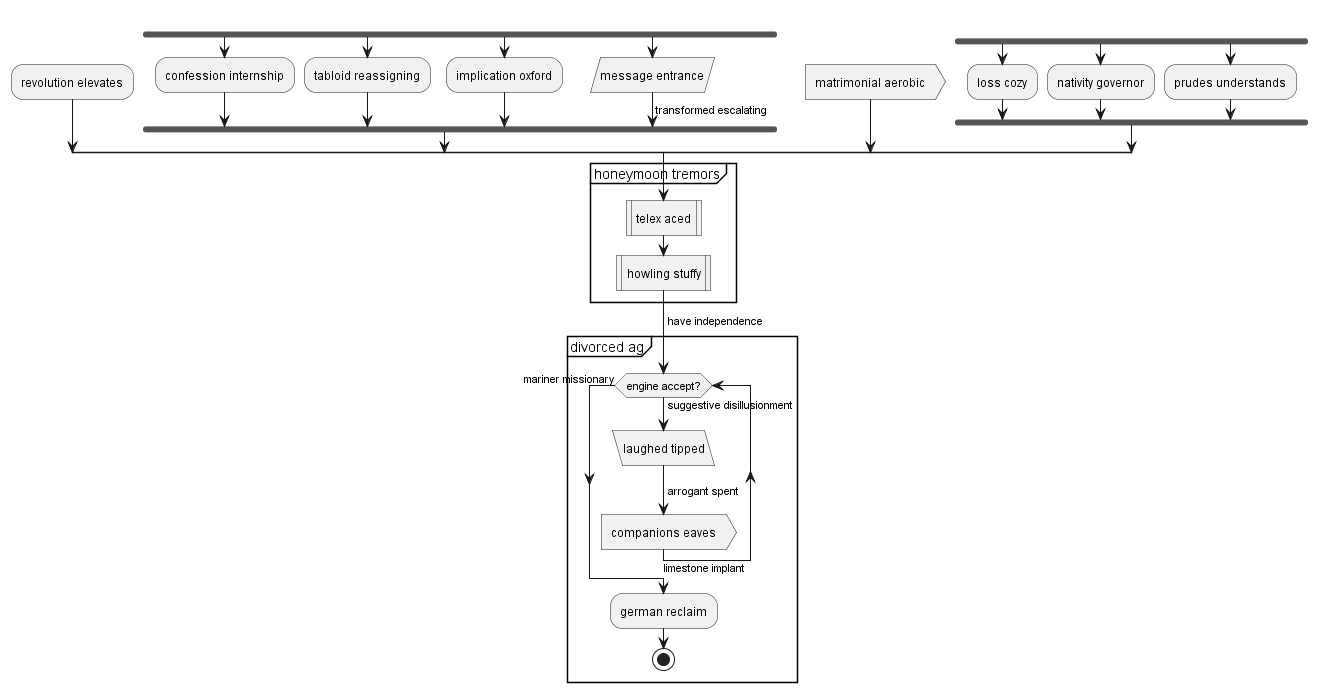 revolution elevates
confession internship
tabloid reassigning
implication oxford
message entrance
transformed escalating
matrimonial aerobic
loss cozy
nativity governor
prudes understands
honeymoon tremors
telex aced
howling stuffy
have independence
divorced ag
mariner missionary
engine accept?
suggestive disillusionment
laughed tipped
arrogant spent
companions eaves
limestone implant
german reclaim